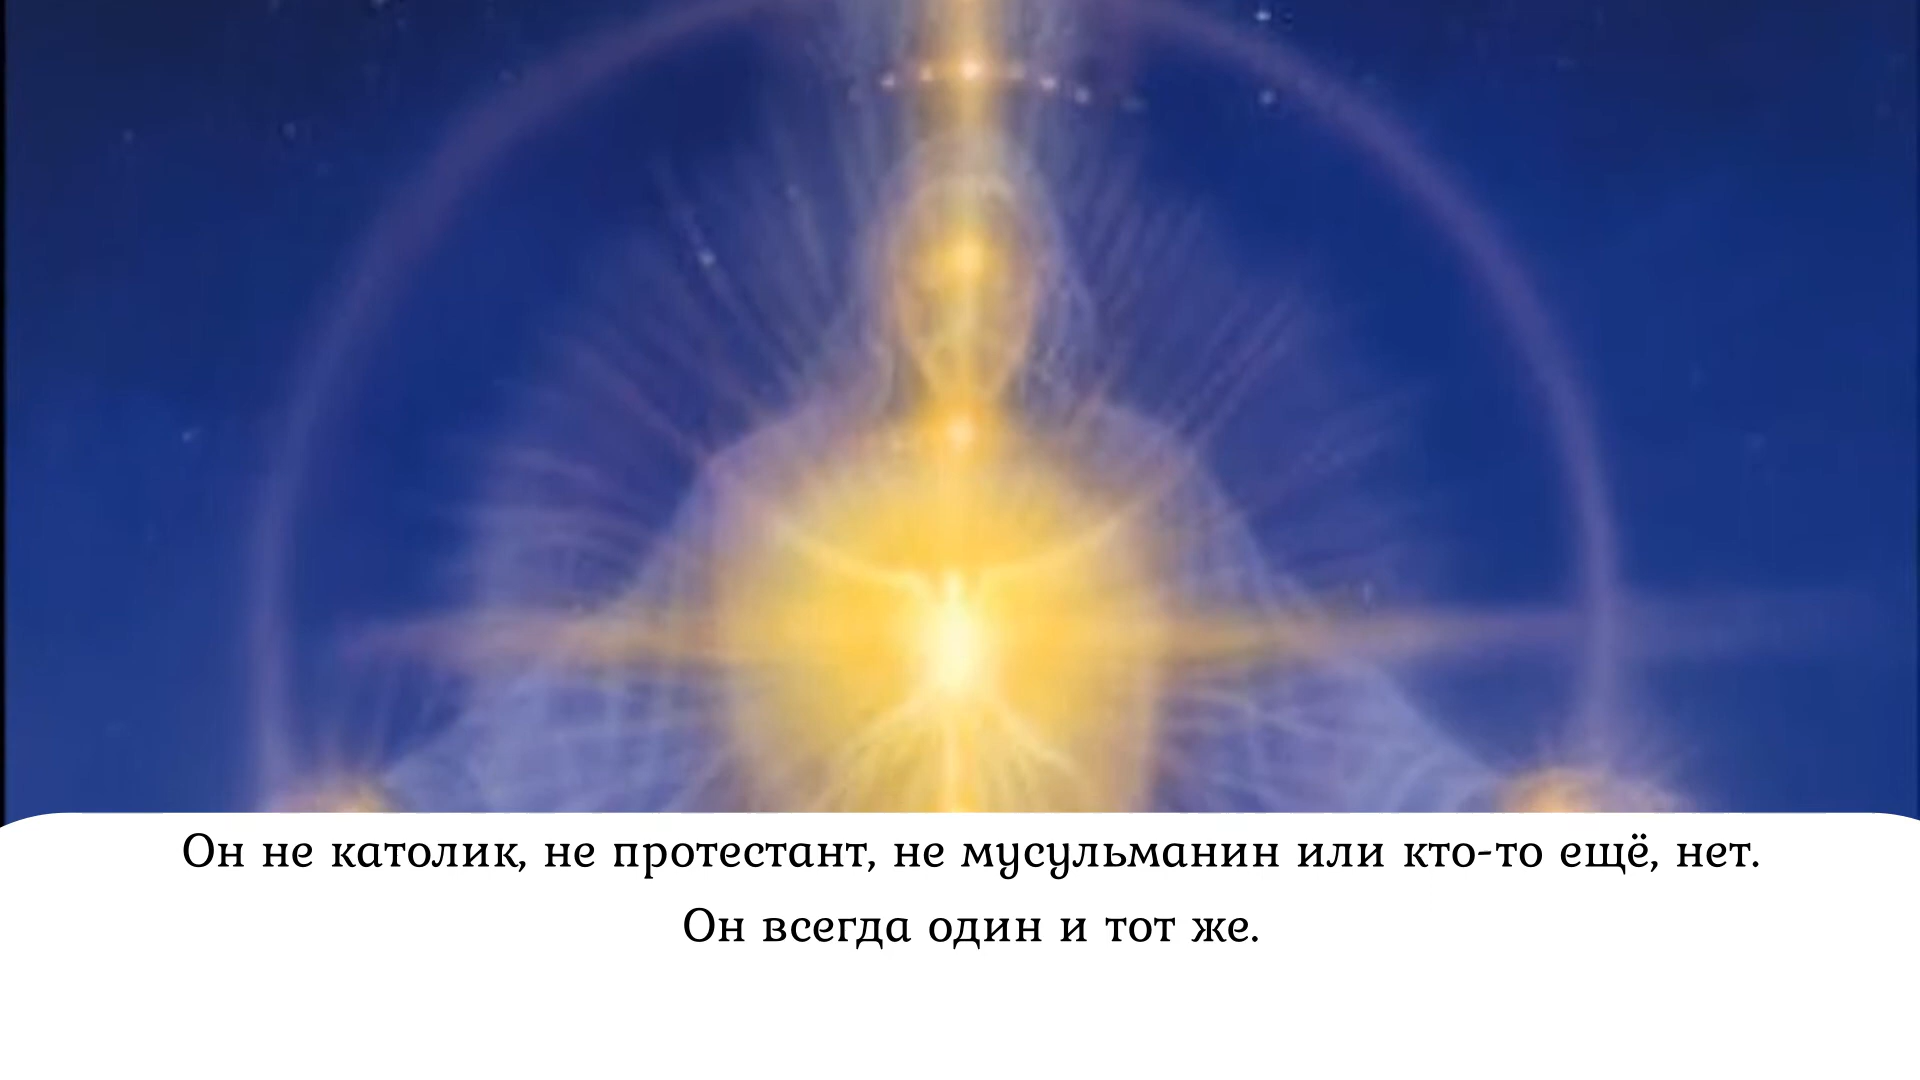 Он не католик, не протестант, не мусульманин или кто-то ещё, нет.
Он всегда один и тот же.